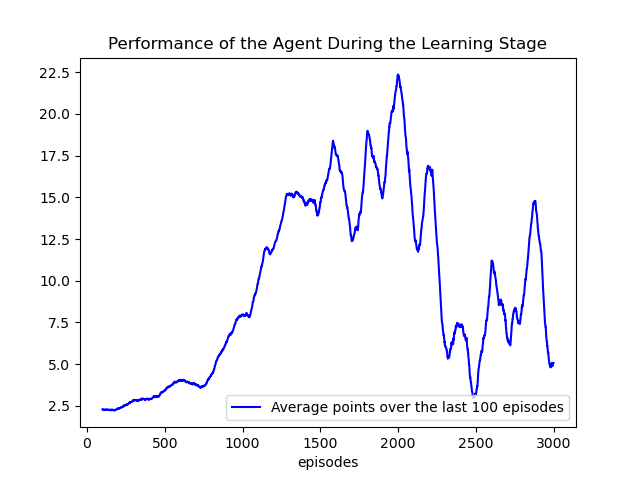 Performance of the Agent During the Learning Stage
22.5
20.0
17.5
15.0
12.5
10.0
7.5
5.0
2.5
Average points over the last 100 episodes
0 500 1000 1500 2000 2500 3000
episodes